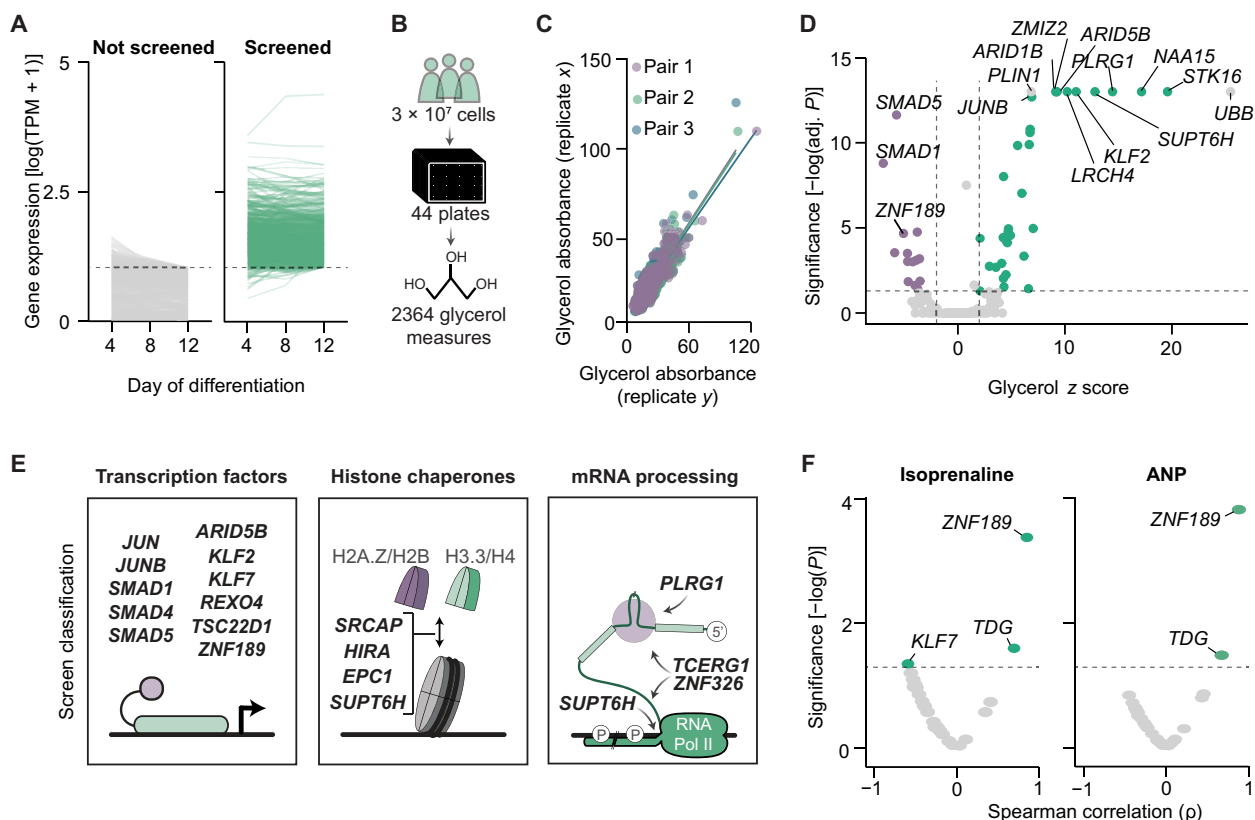 A
Not screened
Screened
Gene expression [log(TPM + 1)]
5
2.5
0
4
8
12
4
8
12
Day of differentiation
B
3 × 10⁷ cells
44 plates
OH
HO
OH
2364 glycerol
measures
C
Pair 1
Pair 2
Pair 3
Glycerol absorbance (replicate x)
150
100
50
0
0
60
120
Glycerol absorbance
(replicate y)
D
Significance [−log(adj. P)]
15
10
5
0
0
10
20
Glycerol z score
ZMIZ2
ARID5B
ARID1B
PLRG1
NAA15
PLIN1
STK16
SMAD5
JUNB
UBB
SUPT6H
SMAD1
KLF2
LRCH4
ZNF189
E
Screen classification
Transcription factors
JUN
JUNB
SMAD1
SMAD4
SMAD5
ARID5B
KLF2
KLF7
REXO4
TSC22D1
ZNF189
Histone chaperones
H2A.Z/H2B
H3.3/H4
SRCAP
HIRA
EPC1
SUPT6H
mRNA processing
PLRG1
5'
TCERG1
ZNF326
SUPT6H
P
P
RNA
Pol II
F
Isoprenaline
ANP
Significance [−log(P)]
4
2
0
ZNF189
TDG
KLF7
ZNF189
TDG
−1
0
1
−1
0
1
Spearman correlation (ρ)